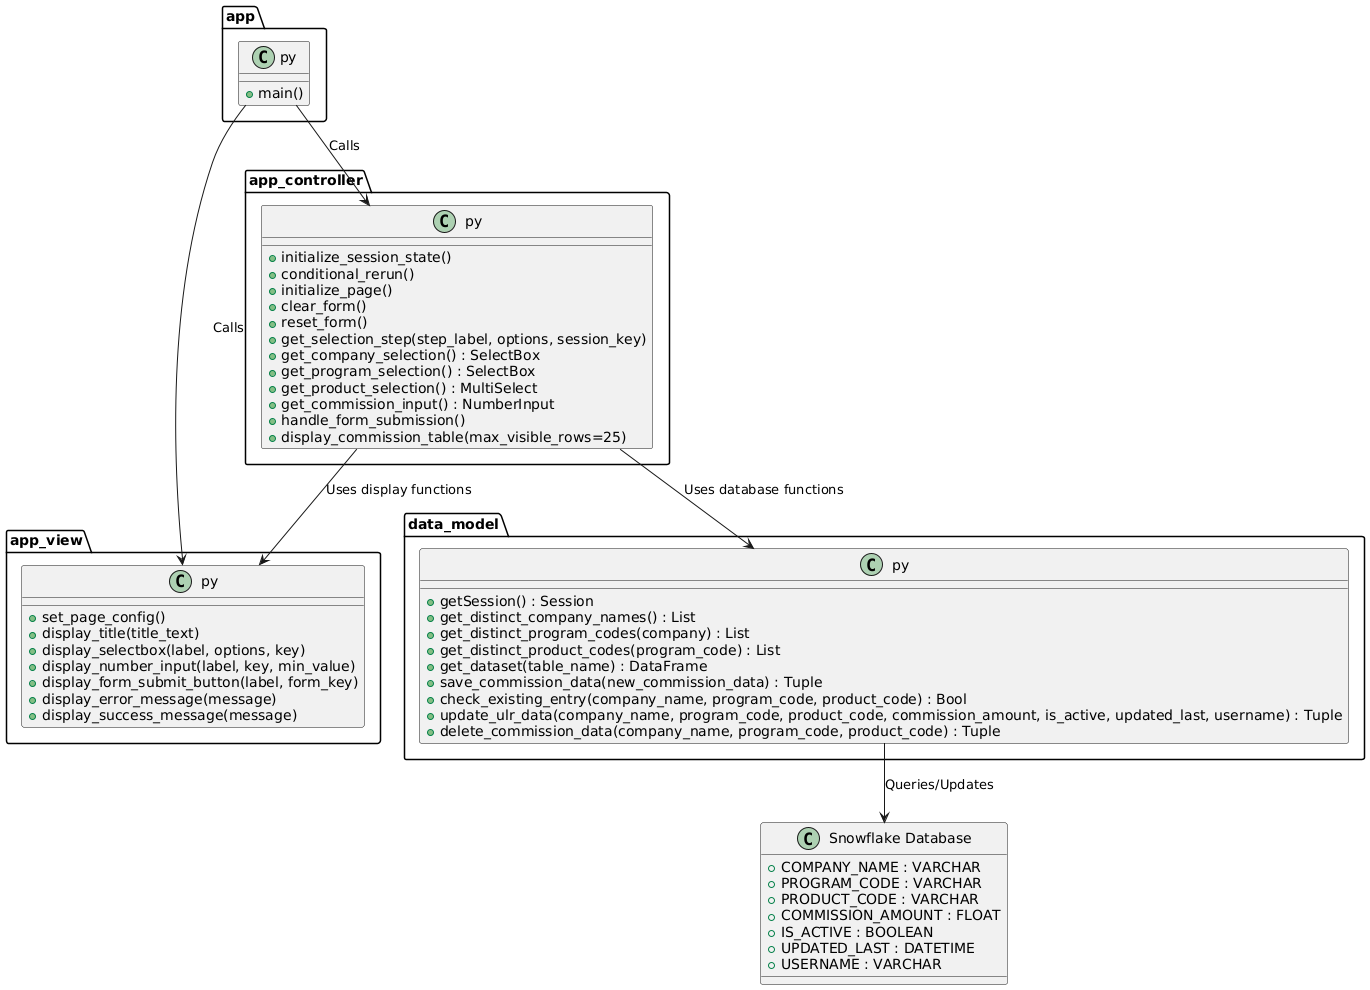 app
C py
main()
Calls
app_controller
C py
initialize_session_state()
conditional_rerun()
initialize_page()
clear_form()
reset_form()
get_selection_step(step_label, options, session_key)
get_company_selection() : SelectBox
get_program_selection() : SelectBox
get_product_selection() : MultiSelect
get_commission_input() : NumberInput
handle_form_submission()
display_commission_table(max_visible_rows=25)
Calls
Uses display functions
Uses database functions
app_view
C py
set_page_config()
display_title(title_text)
display_selectbox(label, options, key)
display_number_input(label, key, min_value)
display_form_submit_button(label, form_key)
display_error_message(message)
display_success_message(message)
data_model
C py
getSession() : Session
get_distinct_company_names() : List
get_distinct_program_codes(company) : List
get_distinct_product_codes(program_code) : List
get_dataset(table_name) : DataFrame
save_commission_data(new_commission_data) : Tuple
check_existing_entry(company_name, program_code, product_code) : Bool
update_ulr_data(company_name, program_code, product_code, commission_amount, is_active, updated_last, username) : Tuple
delete_commission_data(company_name, program_code, product_code) : Tuple
Queries/Updates
C Snowflake Database
COMPANY_NAME : VARCHAR
PROGRAM_CODE : VARCHAR
PRODUCT_CODE : VARCHAR
COMMISSION_AMOUNT : FLOAT
IS_ACTIVE : BOOLEAN
UPDATED_LAST : DATETIME
USERNAME : VARCHAR